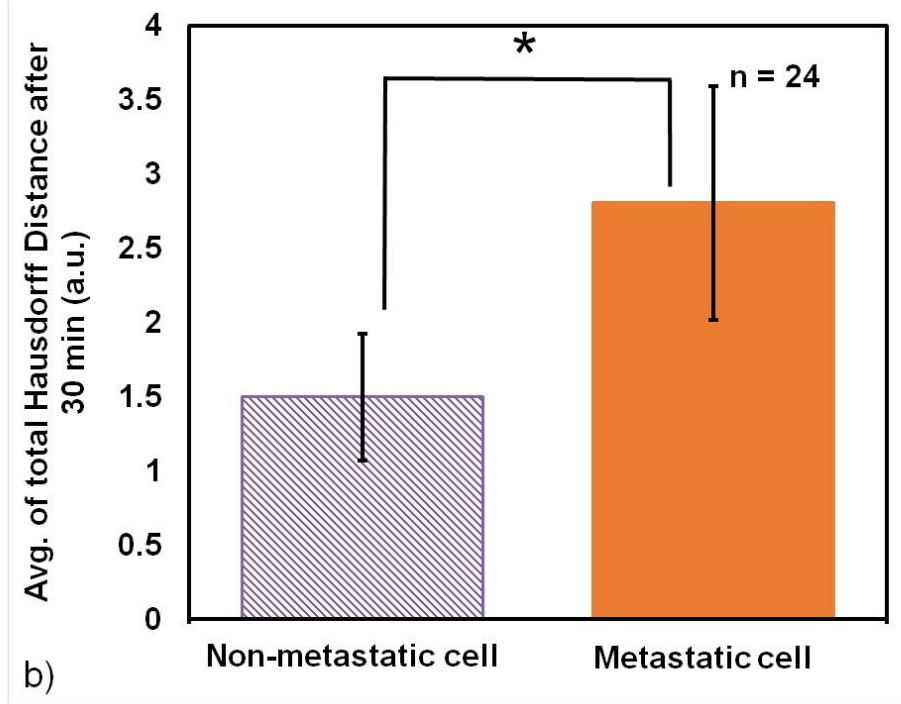 Avg. of total Hausdorff Distance after
30 min (a.u.)
4
3.5
3
2.5
2
1.5
1
0.5
0
*
n = 24
Non-metastatic cell
Metastatic cell
b)